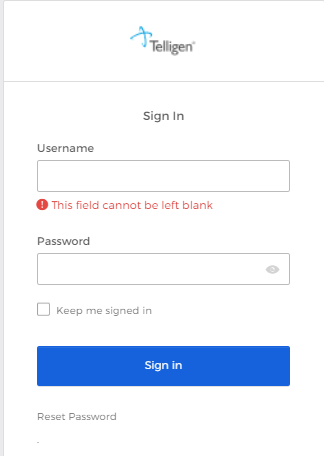 Telligen®
Sign In
Username
This field cannot be left blank
Password
Keep me signed in
Sign in
Reset Password
.